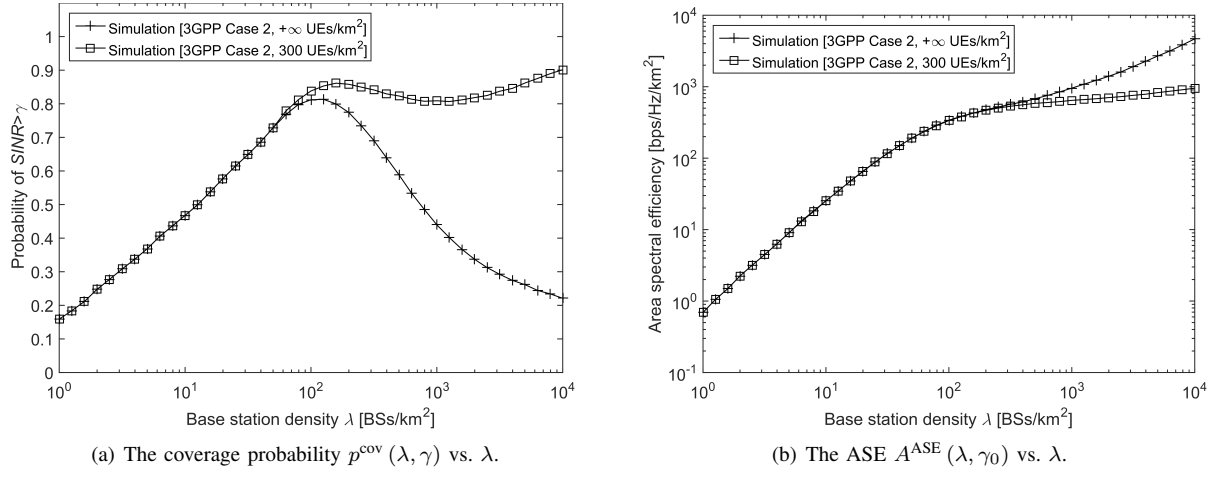 Simulation [3GPP Case 2, +∞ UEs/km²]
Simulation [3GPP Case 2, 300 UEs/km²]
Probability of SINR>γ
1
0.9
0.8
0.7
0.6
0.5
0.4
0.3
0.2
0.1
0
10⁰
10¹
10²
10³
10⁴
Base station density λ [BSs/km²]
(a) The coverage probability pᶜᵒᵛ (λ, γ) vs. λ.
Simulation [3GPP Case 2, +∞ UEs/km²]
Simulation [3GPP Case 2, 300 UEs/km²]
Area spectral efficiency [bps/Hz/km²]
10⁴
10³
10²
10¹
10⁰
10⁻¹
10⁰
10¹
10²
10³
10⁴
Base station density λ [BSs/km²]
(b) The ASE Aᴬˢᴱ (λ, γ₀) vs. λ.